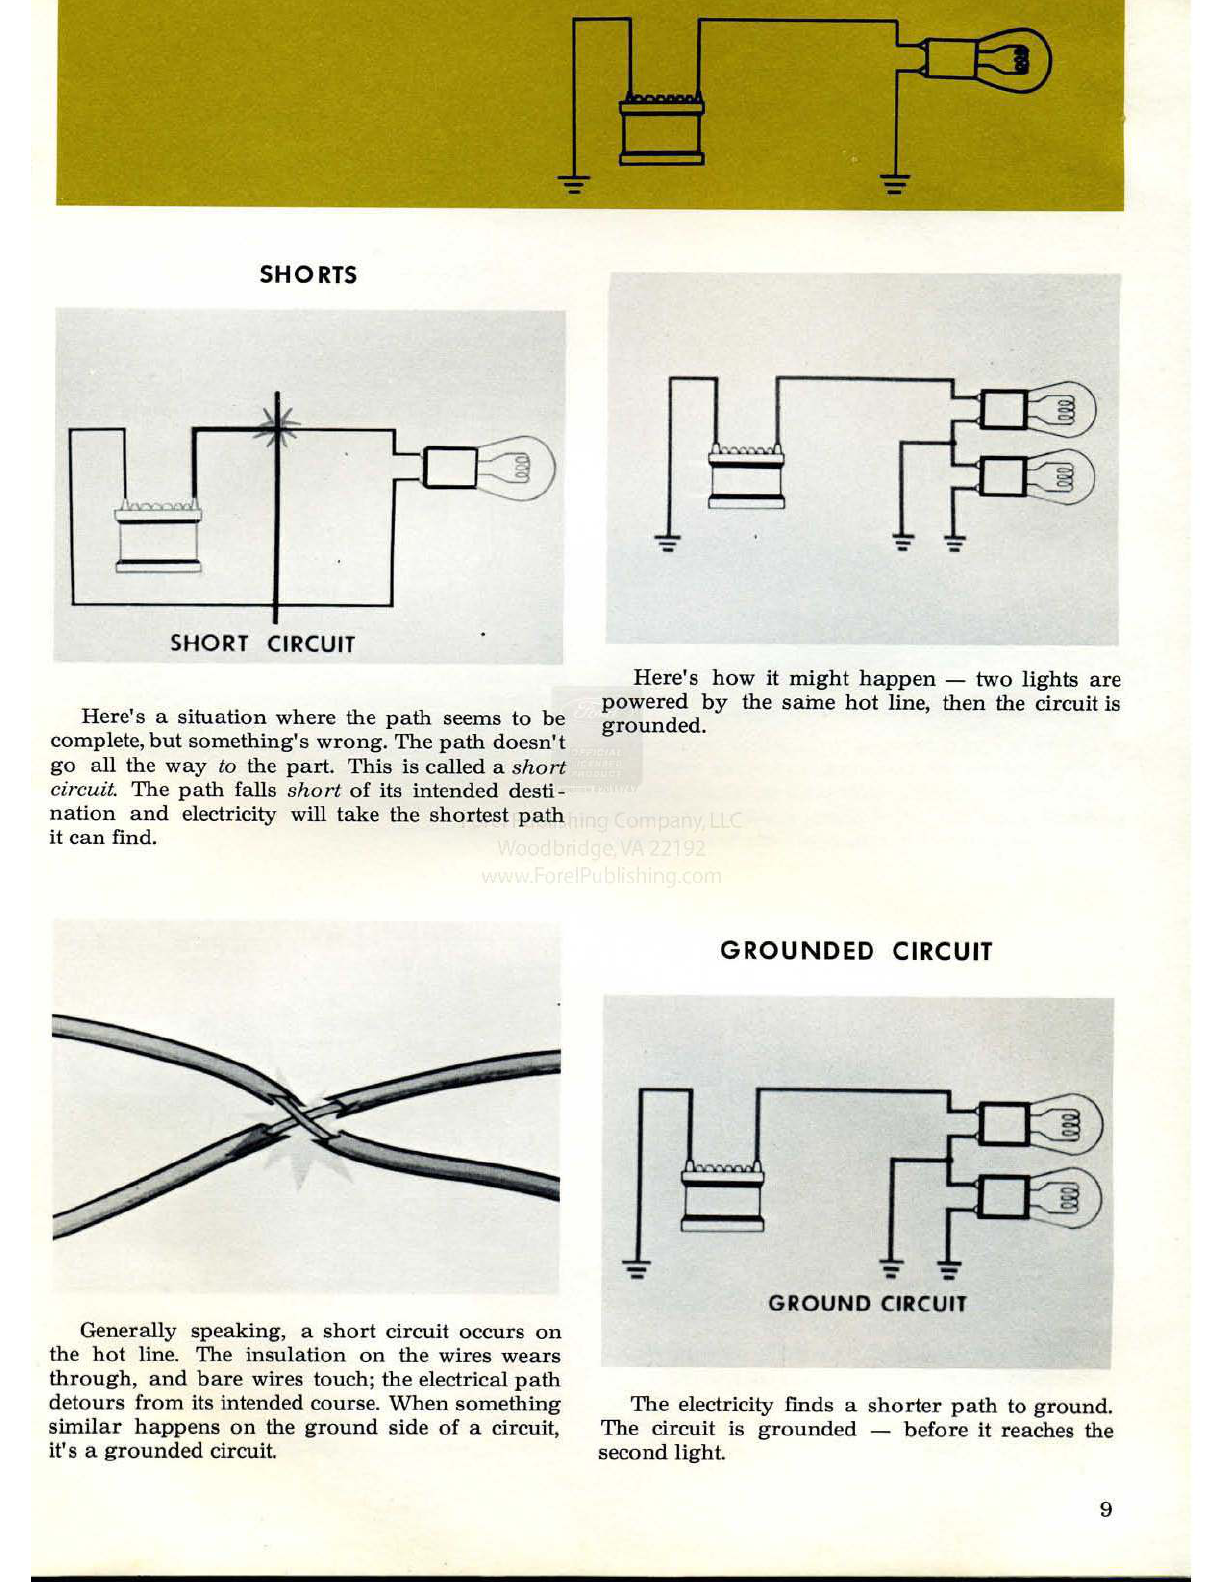 SHORTS
SHORT CIRCUIT
Here's a situation where the path seems to be
complete, but something's wrong. The path doesn't
go all the way to the part. This is called a short
circuit. The path falls short of its intended desti-
nation and electricity will take the shortest path
it can find.
Generally speaking, a short circuit occurs on
the hot line. The insulation on the wires wears
through, and bare wires touch; the electrical path
detours from its intended course. When something
similar happens on the ground side of a circuit,
it's a grounded circuit.
Here's how it might happen — two lights are
powered by the same hot line, then the circuit is
grounded.
Ford
OFFICIAL
LICENSED
PRODUCT
Forel Publishing Company, LLC
Woodbridge, VA 22192
www.ForelPublishing.com
GROUNDED CIRCUIT
GROUND CIRCUIT
The electricity finds a shorter path to ground.
The circuit is grounded — before it reaches the
second light.
9